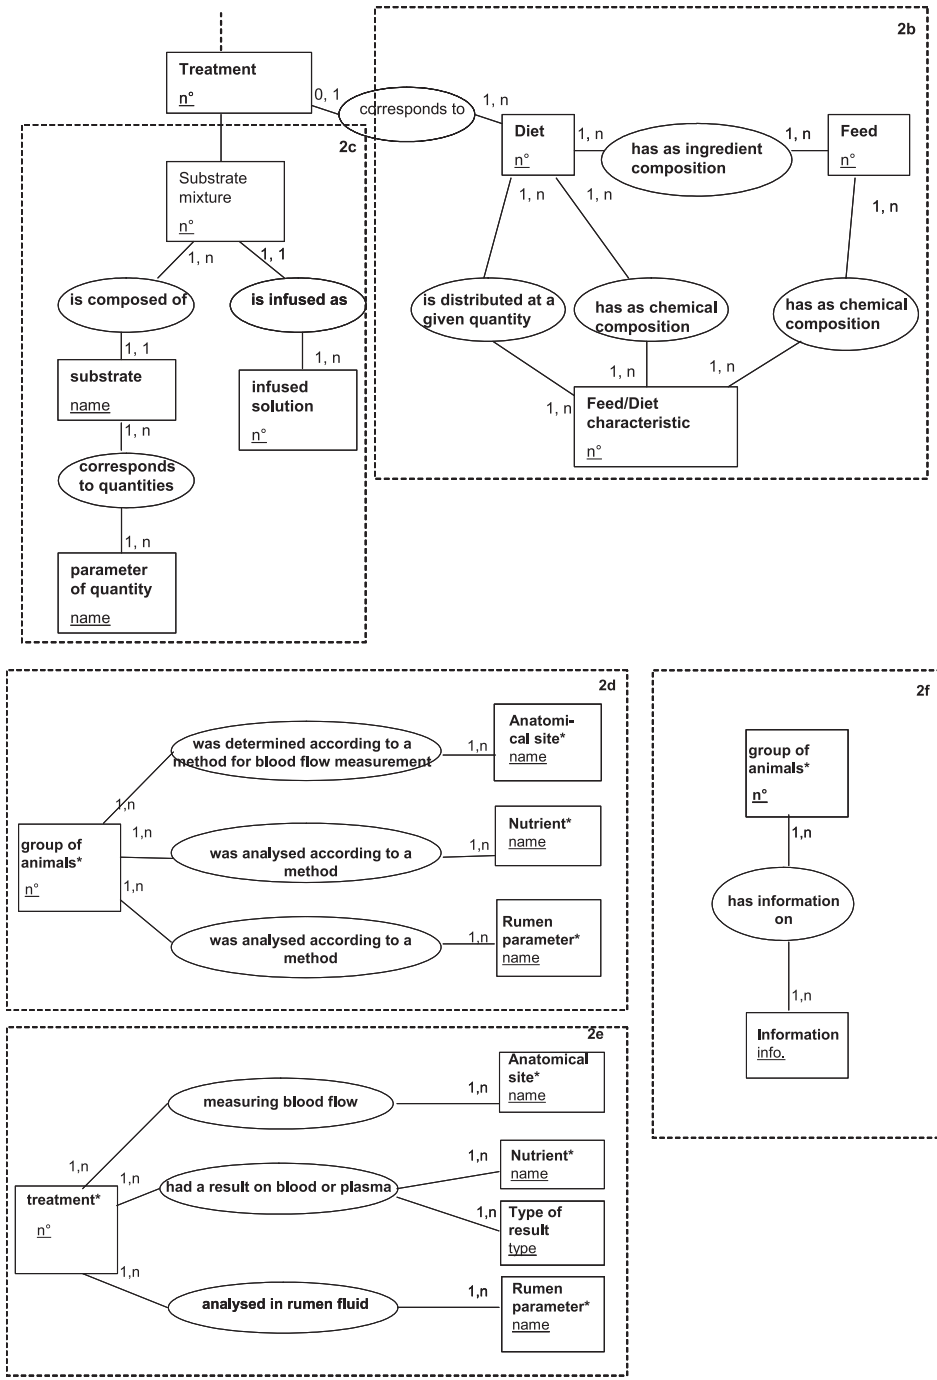 2b
Treatment
n°
0, 1
corresponds to
1, n
Diet
n°
1, n
has as ingredient
composition
1, n
Feed
n°
2c
Substrate
mixture
n°
1, n
1, n
1, n
1, n
1, 1
is composed of
is infused as
is distributed at a
given quantity
has as chemical
composition
has as chemical
composition
1, 1
1, n
1, n
1, n
1, n
substrate
name
infused
solution
n°
Feed/Diet
characteristic
n°
1, n
corresponds
to quantities
1, n
parameter
of quantity
name
2d
was determined according to a
method for blood flow measurement
1,n
Anatomi-
cal site*
name
1,n
group of
animals*
n°
1,n
was analysed according to a
method
1,n
Nutrient*
name
1,n
was analysed according to a
method
1,n
Rumen
parameter*
name
2f
group of
animals*
n°
1,n
has information
on
1,n
Information
info.
2e
measuring blood flow
1,n
Anatomical
site*
name
1,n
treatment*
n°
1,n
had a result on blood or plasma
1,n
Nutrient*
name
1,n
Type of
result
type
1,n
analysed in rumen fluid
1,n
Rumen
parameter*
name